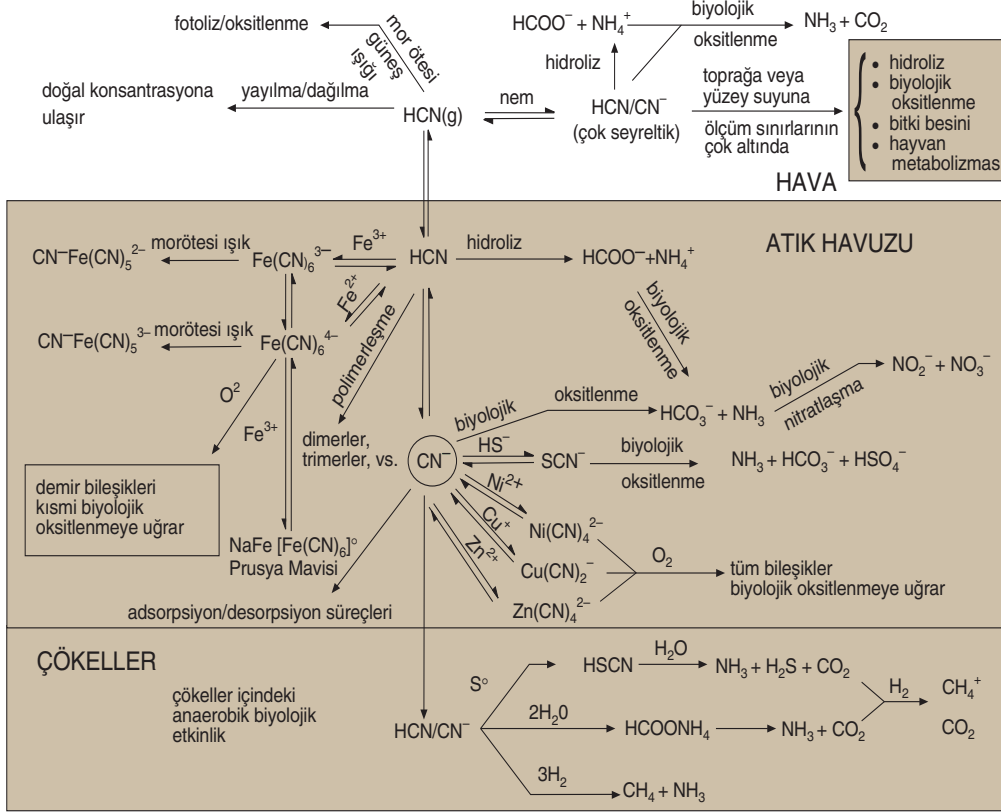 fotoliz/oksitlenme
mor ötesi
güneş
ışığı
HCOO⁻ + NH₄⁺
biyolojik
oksitlenme
NH₃ + CO₂
hidroliz
doğal konsantrasyona
ulaşır
yayılma/dağılma
HCN(g)
nem
HCN/CN⁻
(çok seyreltik)
toprağa veya
yüzey suyuna
ölçüm sınırlarının
çok altında
• hidroliz
• biyolojik
oksitlenme
• bitki besini
• hayvan
metabolizmas
HAVA
ATIK HAVUZU
CN⁻Fe(CN)₅²⁻
morötesi ışık
Fe(CN)₆³⁻
Fe³⁺
HCN
hidroliz
HCOO⁻+NH₄⁺
Fe²⁺
CN⁻Fe(CN)₅³⁻
morötesi ışık
Fe(CN)₆⁴⁻
polimerleşme
biyolojik
oksitlenme
O²
Fe³⁺
dimerler,
trimerler, vs.
biyolojik
oksitlenme
HCO₃⁻ + NH₃
biyolojik
nitratlaşma
NO₂⁻ + NO₃⁻
CN⁻
HS⁻
SCN⁻
biyolojik
oksitlenme
NH₃ + HCO₃⁻ + HSO₄⁻
demir bileşikleri
kısmi biyolojik
oksitlenmeye uğrar
Ni²⁺
Cu⁺
Zn²⁺
Ni(CN)₄²⁻
Cu(CN)₂⁻
Zn(CN)₄²⁻
O₂
tüm bileşikler
biyolojik oksitlenmeye uğrar
NaFe [Fe(CN)₆]°
Prusya Mavisi
adsorpsiyon/desorpsiyon süreçleri
ÇÖKELLER
çökeller içindeki
anaerobik biyolojik
etkinlik
HCN/CN⁻
S°
HSCN
H₂O
NH₃ + H₂S + CO₂
2H₂0
HCOONH₄
NH₃ + CO₂
H₂
CH₄⁺
CO₂
3H₂
CH₄ + NH₃